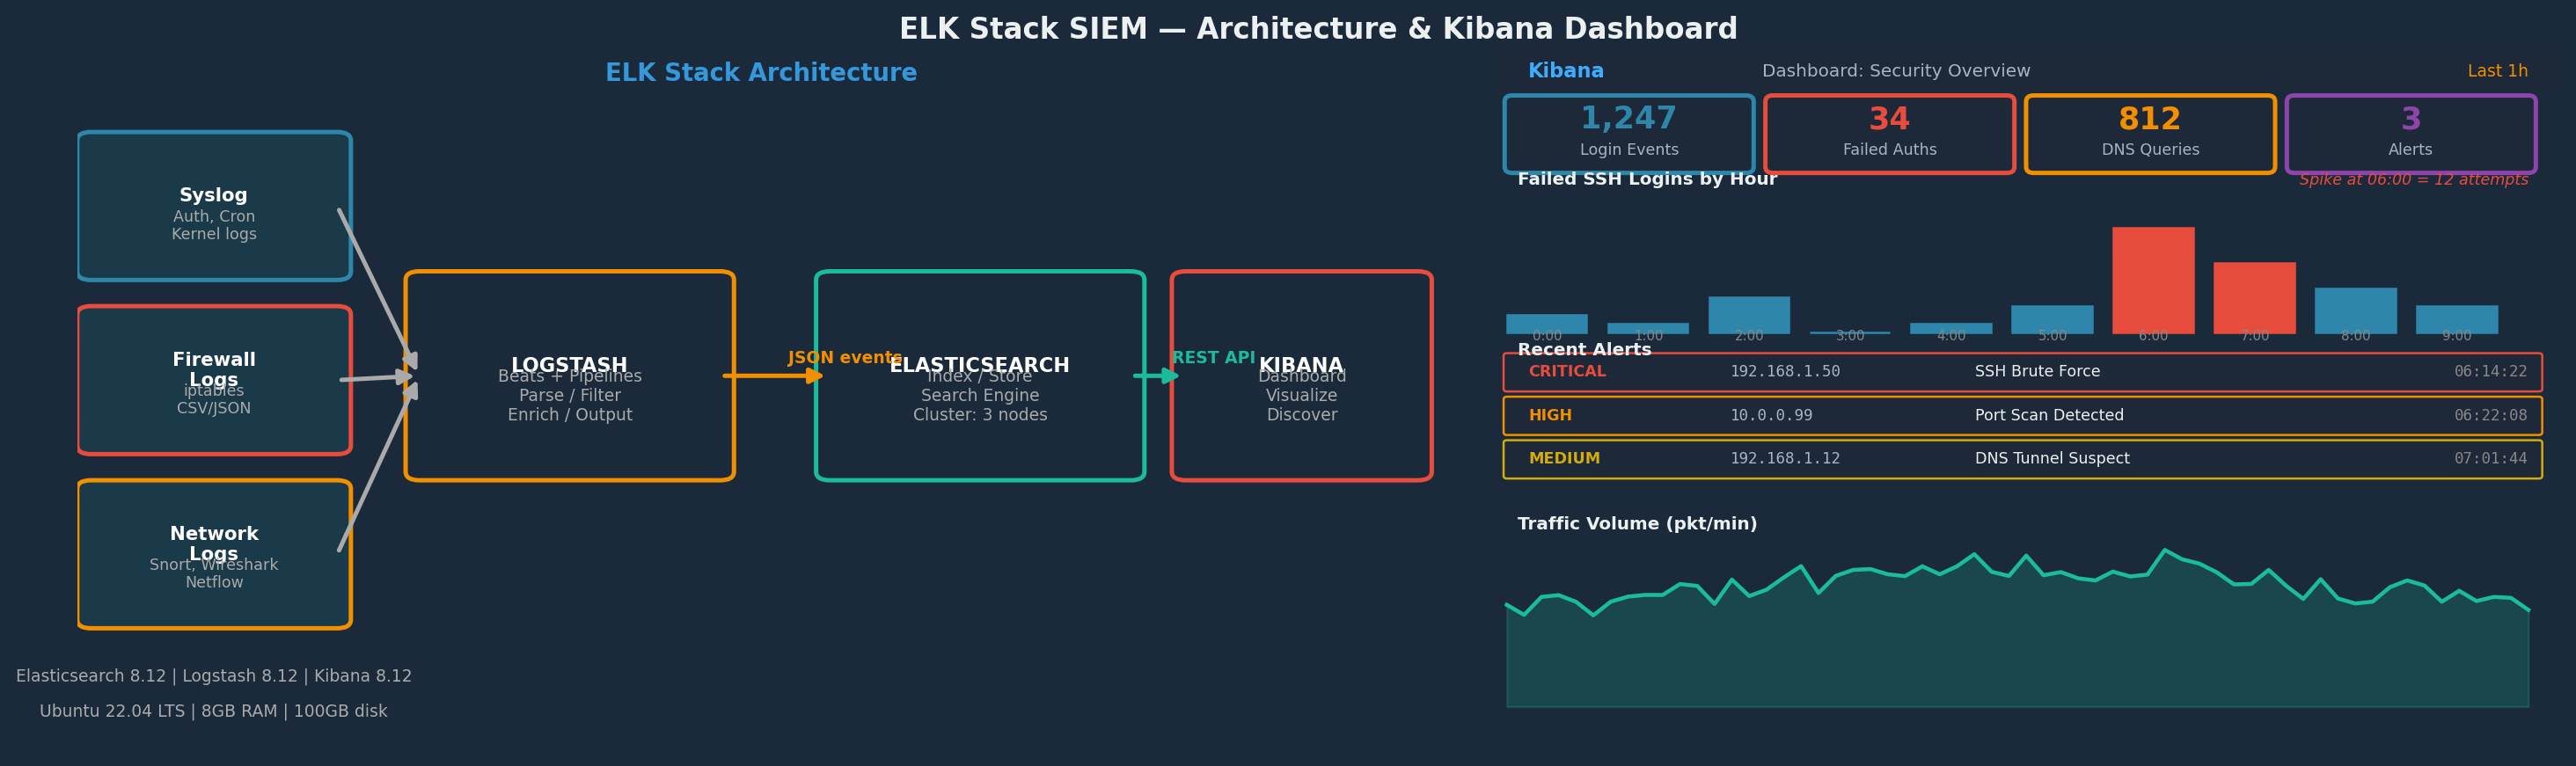 ELK Stack SIEM — Architecture & Kibana Dashboard
ELK Stack Architecture
Syslog
Auth, Cron
Kernel logs
Firewall
Logs
iptables
CSV/JSON
Network
Logs
Snort, Wireshark
Netflow
LOGSTASH
Beats + Pipelines
Parse / Filter
Enrich / Output
JSON events
ELASTICSEARCH
Index / Store
Search Engine
Cluster: 3 nodes
REST API
KIBANA
Dashboard
Visualize
Discover
Elasticsearch 8.12 | Logstash 8.12 | Kibana 8.12
Ubuntu 22.04 LTS | 8GB RAM | 100GB disk
Kibana Dashboard: Security Overview Last 1h
1,247
Login Events
34
Failed Auths
812
DNS Queries
3
Alerts
Failed SSH Logins by Hour Spike at 06:00 = 12 attempts
0:00 1:00 2:00 3:00 4:00 5:00 6:00 7:00 8:00 9:00
Recent Alerts
CRITICAL 192.168.1.50 SSH Brute Force 06:14:22
HIGH 10.0.0.99 Port Scan Detected 06:22:08
MEDIUM 192.168.1.12 DNS Tunnel Suspect 07:01:44
Traffic Volume (pkt/min)